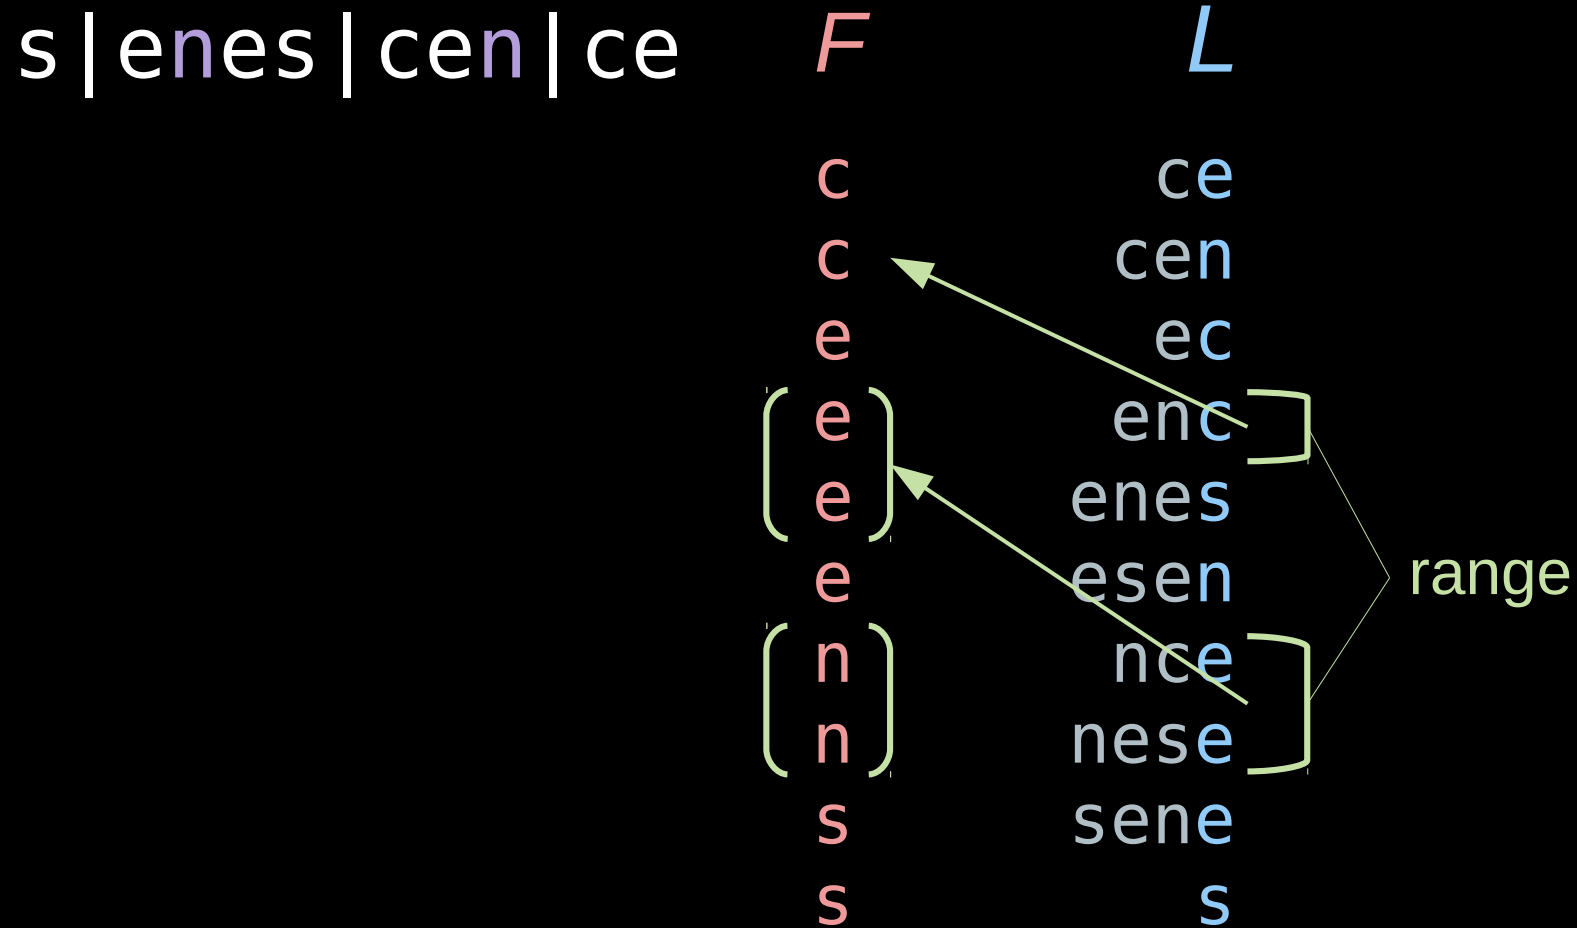 s|enes|cen|ce F L
c ce
c cen
e ec
e enc
e enes
e esen
range
n nce
n nese
s sene
s s